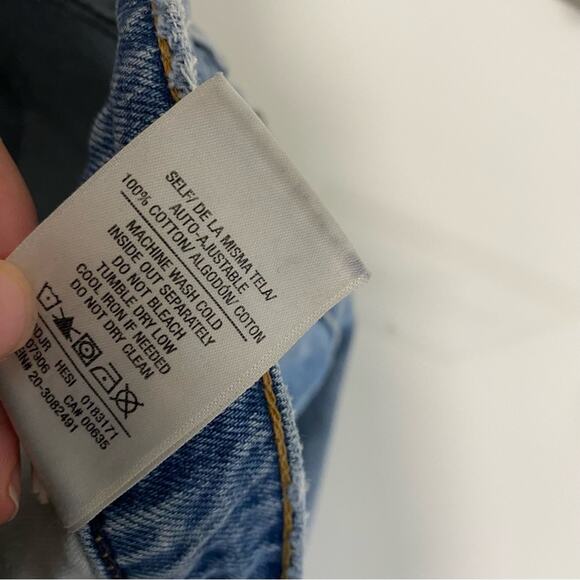 SELF/ DE LA MISMA TELA/
AUTO-AJUSTABLE
100% COTTON/ ALGODÓN/ COTON
MACHINE WASH COLD
INSIDE OUT SEPARATELY
DO NOT BLEACH
TUMBLE DRY LOW
COOL IRON IF NEEDED
DO NOT DRY CLEAN
HESI 0183171
CA# 00635
20-3082491